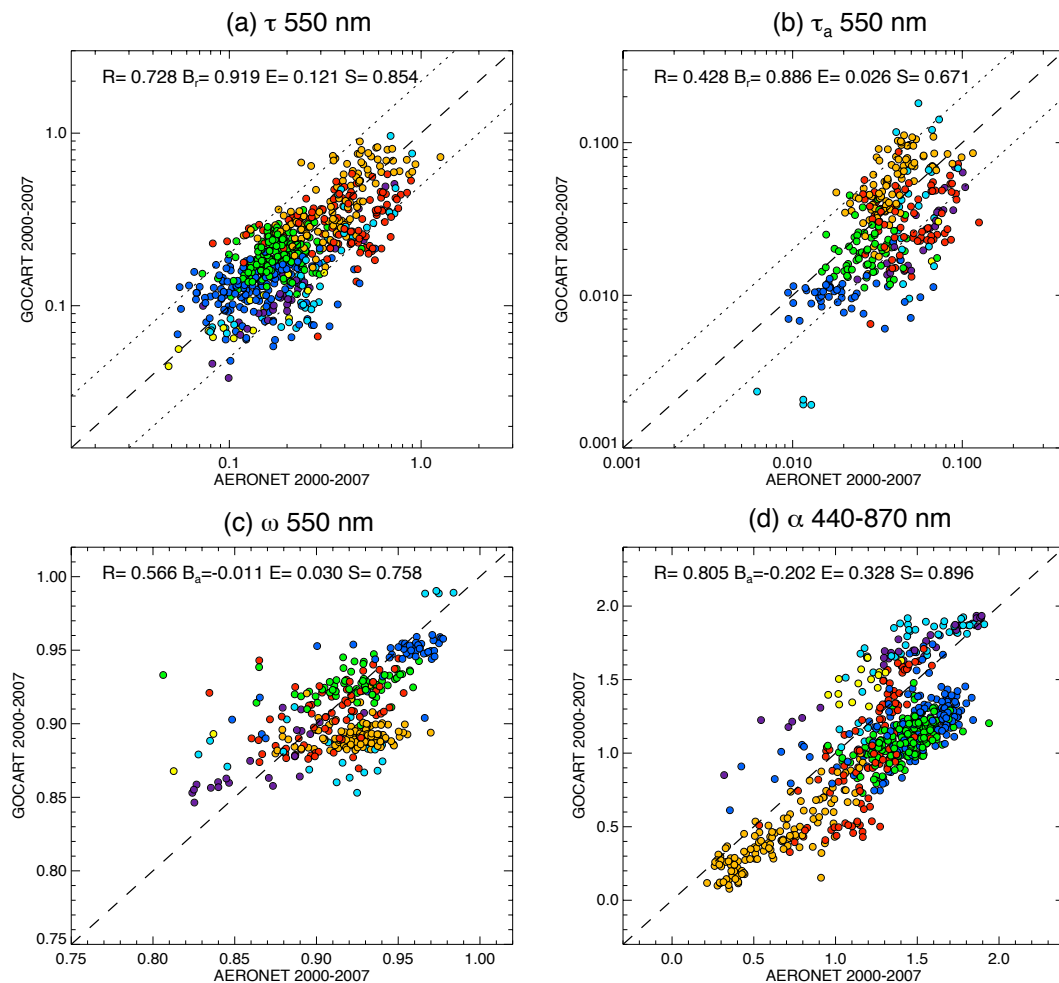 (a) τ 550 nm
R= 0.728 Bᵣ= 0.919 E= 0.121 S= 0.854
1.0
0.1
GOCART 2000-2007
0.1 1.0
AERONET 2000-2007
(b) τₐ 550 nm
R= 0.428 Bᵣ= 0.886 E= 0.026 S= 0.671
0.100
0.010
0.001
GOCART 2000-2007
0.001 0.010 0.100
AERONET 2000-2007
(c) ω 550 nm
R= 0.566 Bₐ=-0.011 E= 0.030 S= 0.758
1.00
0.95
0.90
0.85
0.80
0.75
GOCART 2000-2007
0.75 0.80 0.85 0.90 0.95 1.00
AERONET 2000-2007
(d) α 440-870 nm
R= 0.805 Bₐ=-0.202 E= 0.328 S= 0.896
2.0
1.5
1.0
0.5
0.0
GOCART 2000-2007
0.0 0.5 1.0 1.5 2.0
AERONET 2000-2007